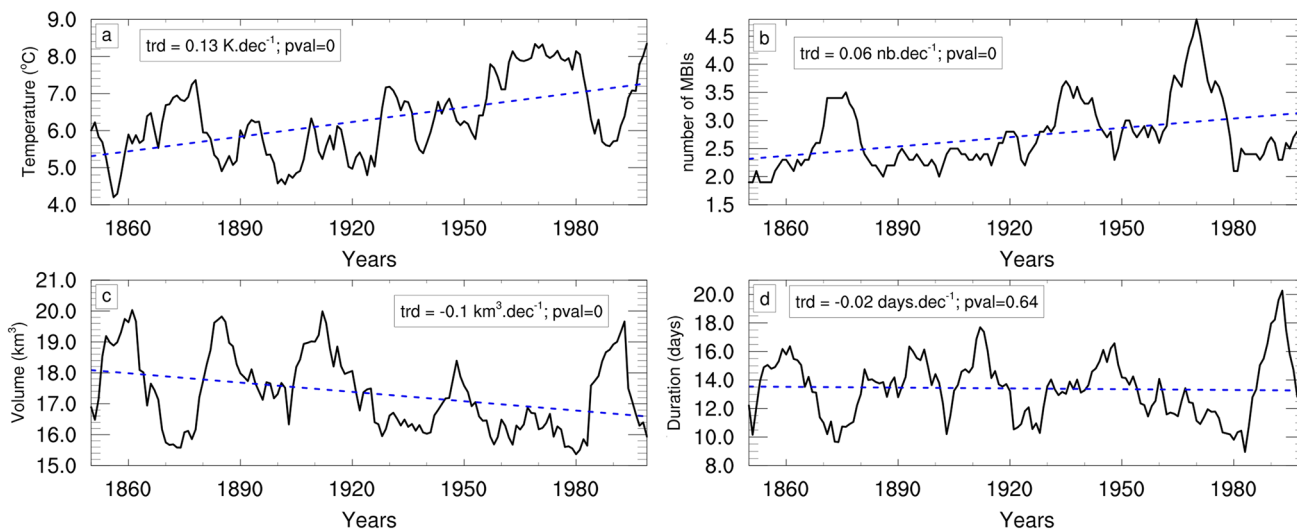 a
trd = 0.13 K.dec⁻¹; pval=0
Temperature (°C)
9.0
8.0
7.0
6.0
5.0
4.0
1860 1890 1920 1950 1980
Years
b
trd = 0.06 nb.dec⁻¹; pval=0
number of MBIs
4.5
4.0
3.5
3.0
2.5
2.0
1.5
1860 1890 1920 1950 1980
Years
c
trd = -0.1 km³.dec⁻¹; pval=0
Volume (km³)
21.0
20.0
19.0
18.0
17.0
16.0
15.0
1860 1890 1920 1950 1980
Years
d
trd = -0.02 days.dec⁻¹; pval=0.64
Duration (days)
20.0
18.0
16.0
14.0
12.0
10.0
8.0
1860 1890 1920 1950 1980
Years